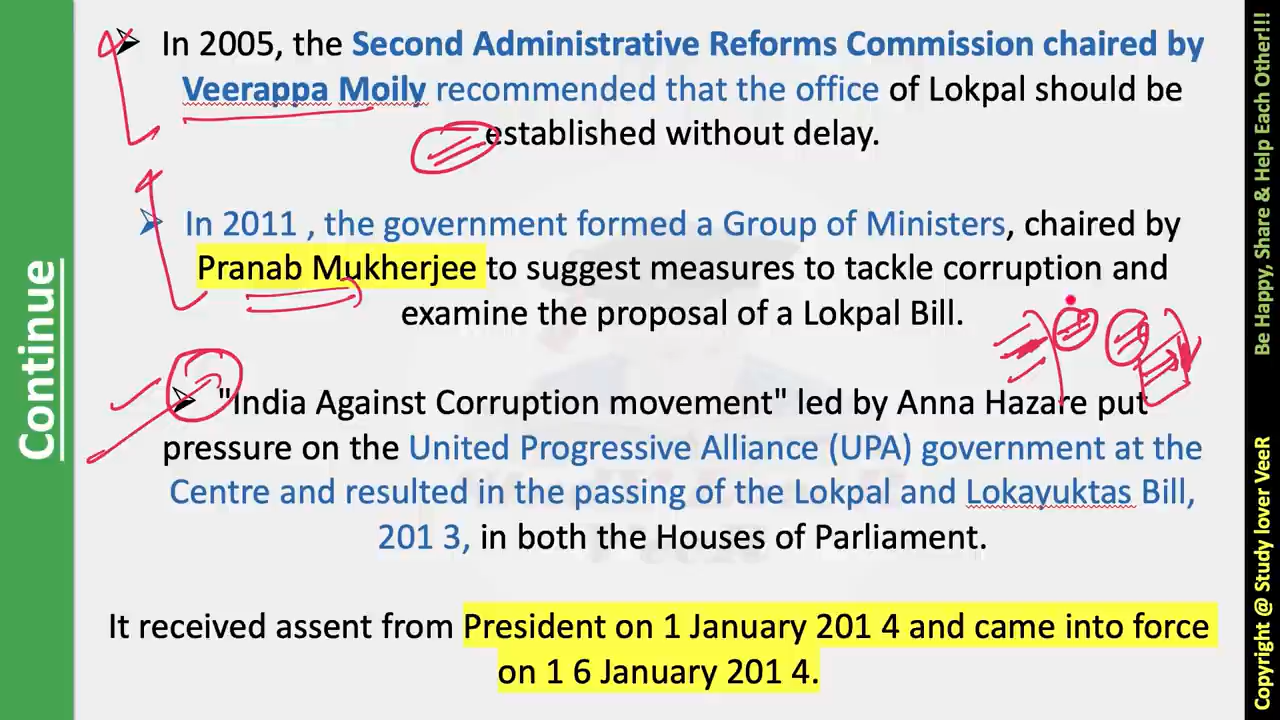 In 2005, the Second Administrative Reforms Commission chaired by
Veerappa Moily recommended that the office of Lokpal should be
established without delay.
In 2011 , the government formed a Group of Ministers, chaired by
Pranab Mukherjee to suggest measures to tackle corruption and
examine the proposal of a Lokpal Bill.
"India Against Corruption movement" led by Anna Hazare put
pressure on the United Progressive Alliance (UPA) government at the
Centre and resulted in the passing of the Lokpal and Lokayuktas Bill,
201 3, in both the Houses of Parliament.
It received assent from President on 1 January 201 4 and came into force
on 1 6 January 201 4.
Continue
Be Happy, Share & Help Each Other!!!
Copyright @ Study lover VeeR